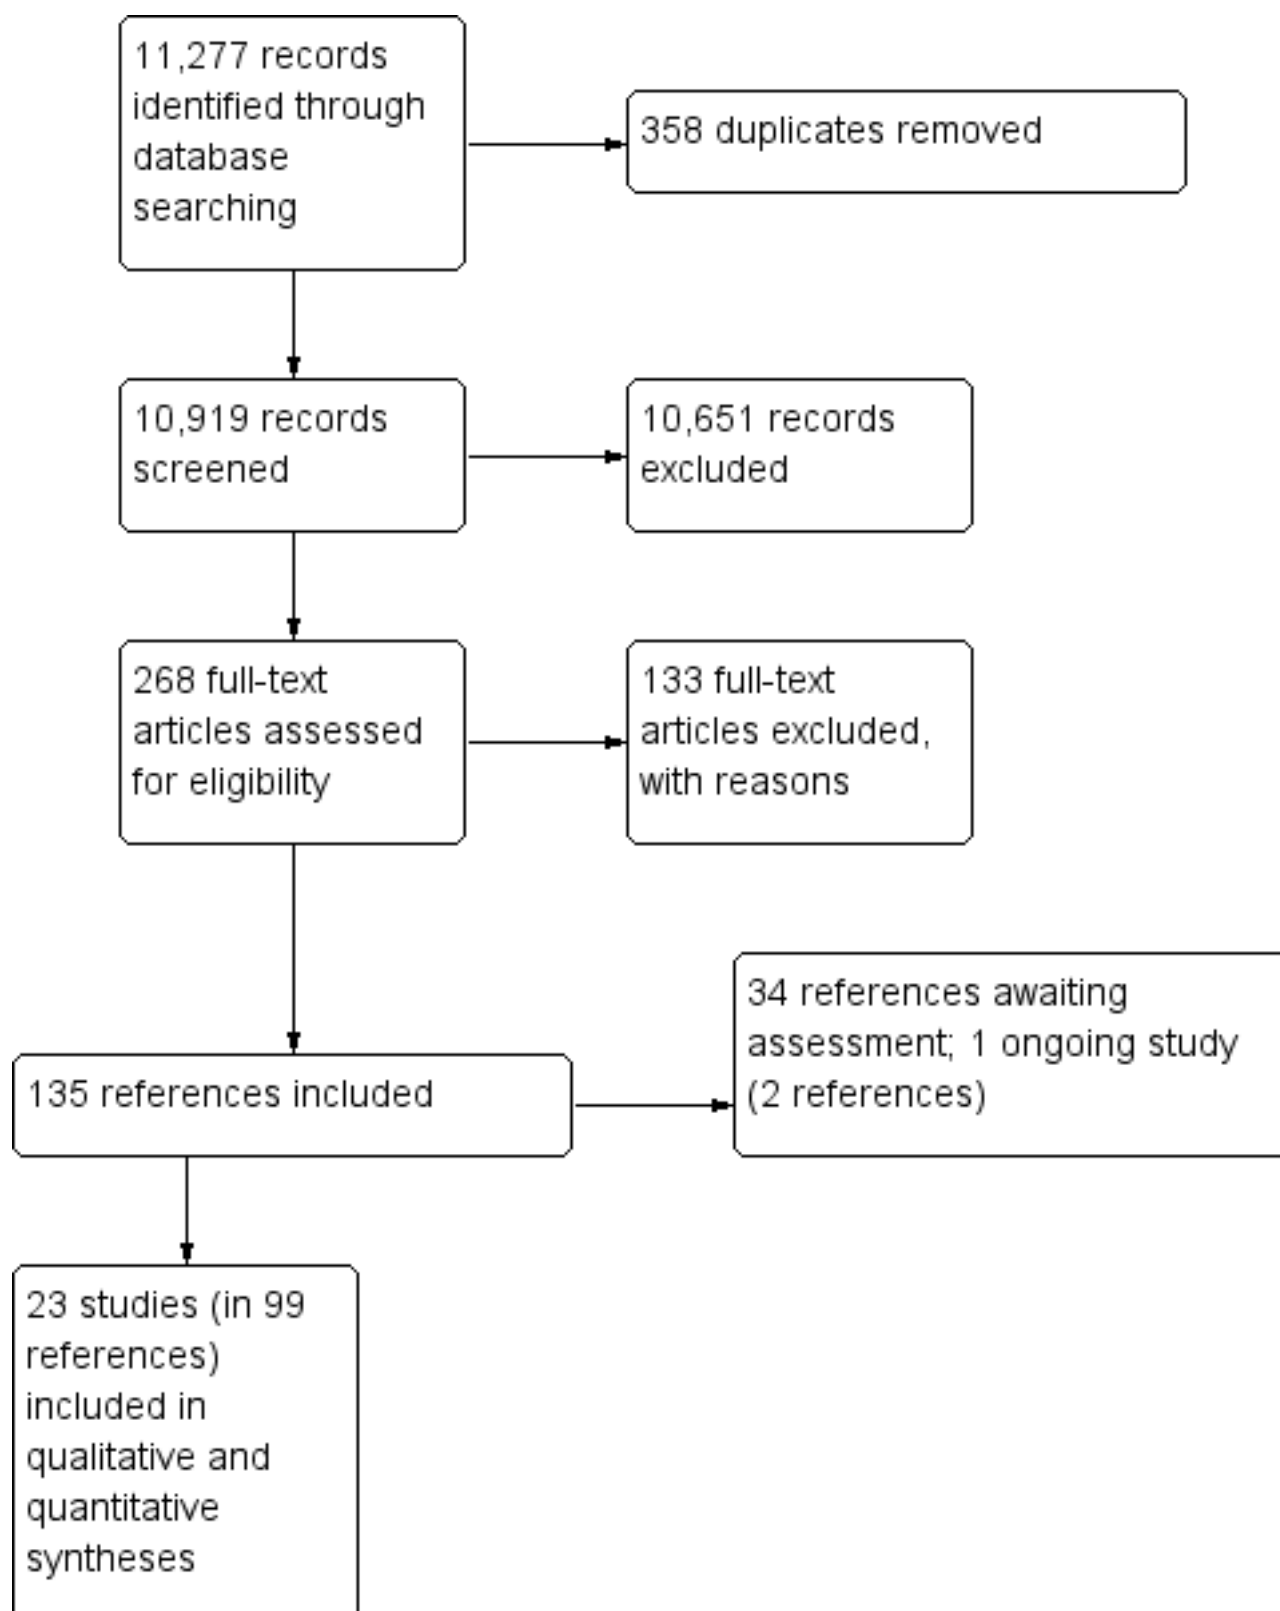 11,277 records
identified through
database
searching
358 duplicates removed
10,919 records
screened
10,651 records
excluded
268 full-text
articles assessed
for eligibility
133 full-text
articles excluded,
with reasons
135 references included
34 references awaiting
assessment; 1 ongoing study
(2 references)
23 studies (in 99
references)
included in
qualitative and
quantitative
syntheses